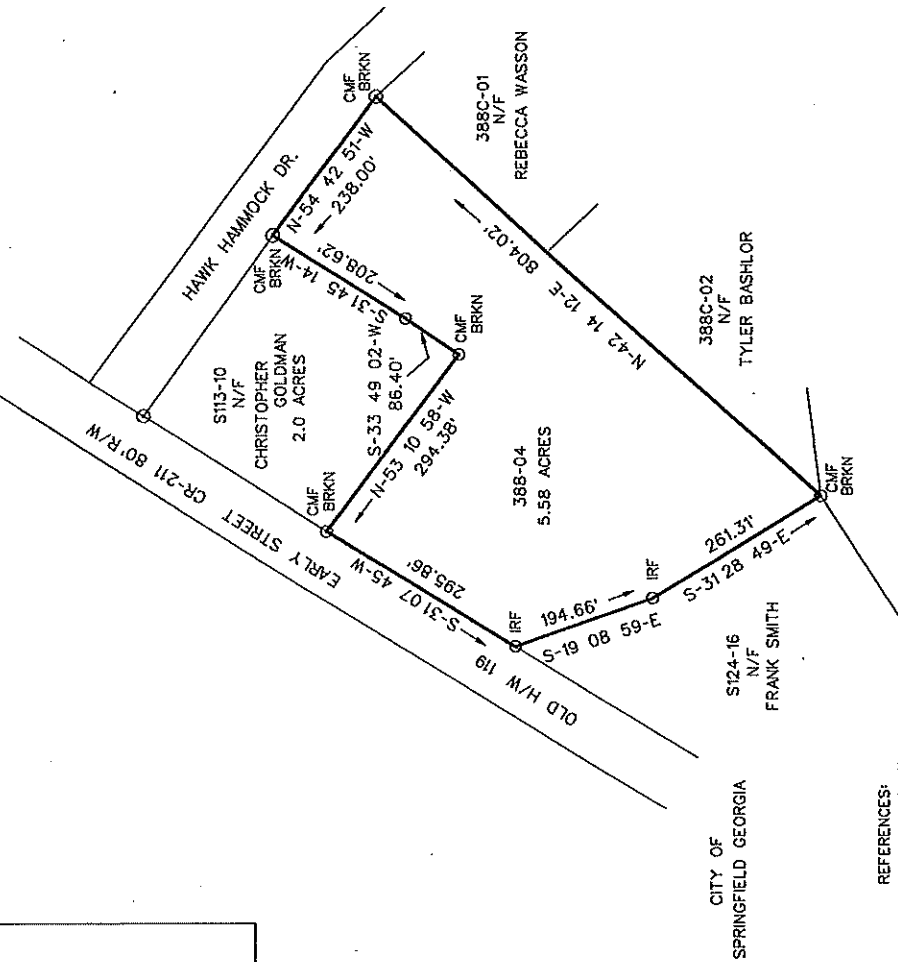 HAWK HAMMOCK DR.
CMF
BRKN
N-54 42 51-W
238.00'
CMF
BRKN
388C-01
N/F
REBECCA WASSON
S-31 45 14-W
208.62'
S113-10
N/F
CHRISTOPHER
GOLDMAN
2.0 ACRES
S-33 49 02-W
86.40'
CMF
BRKN
CR-211 80'R/W
EARLY STREET
OLD H/W 119
CMF
BRKN
N-53 10 58-W
294.38'
N-42 14 12-E 804.02'
388C-02
N/F
TYLER BASHLOR
388-04
5.58 ACRES
S-31 07 45-W
295.86'
IRF
194.66'
S-19 08 59-E
IRF
261.31'
S-31 28 49-E
CMF
BRKN
S124-16
N/F
FRANK SMITH
CITY OF
SPRINGFIELD GEORGIA
REFERENCES: